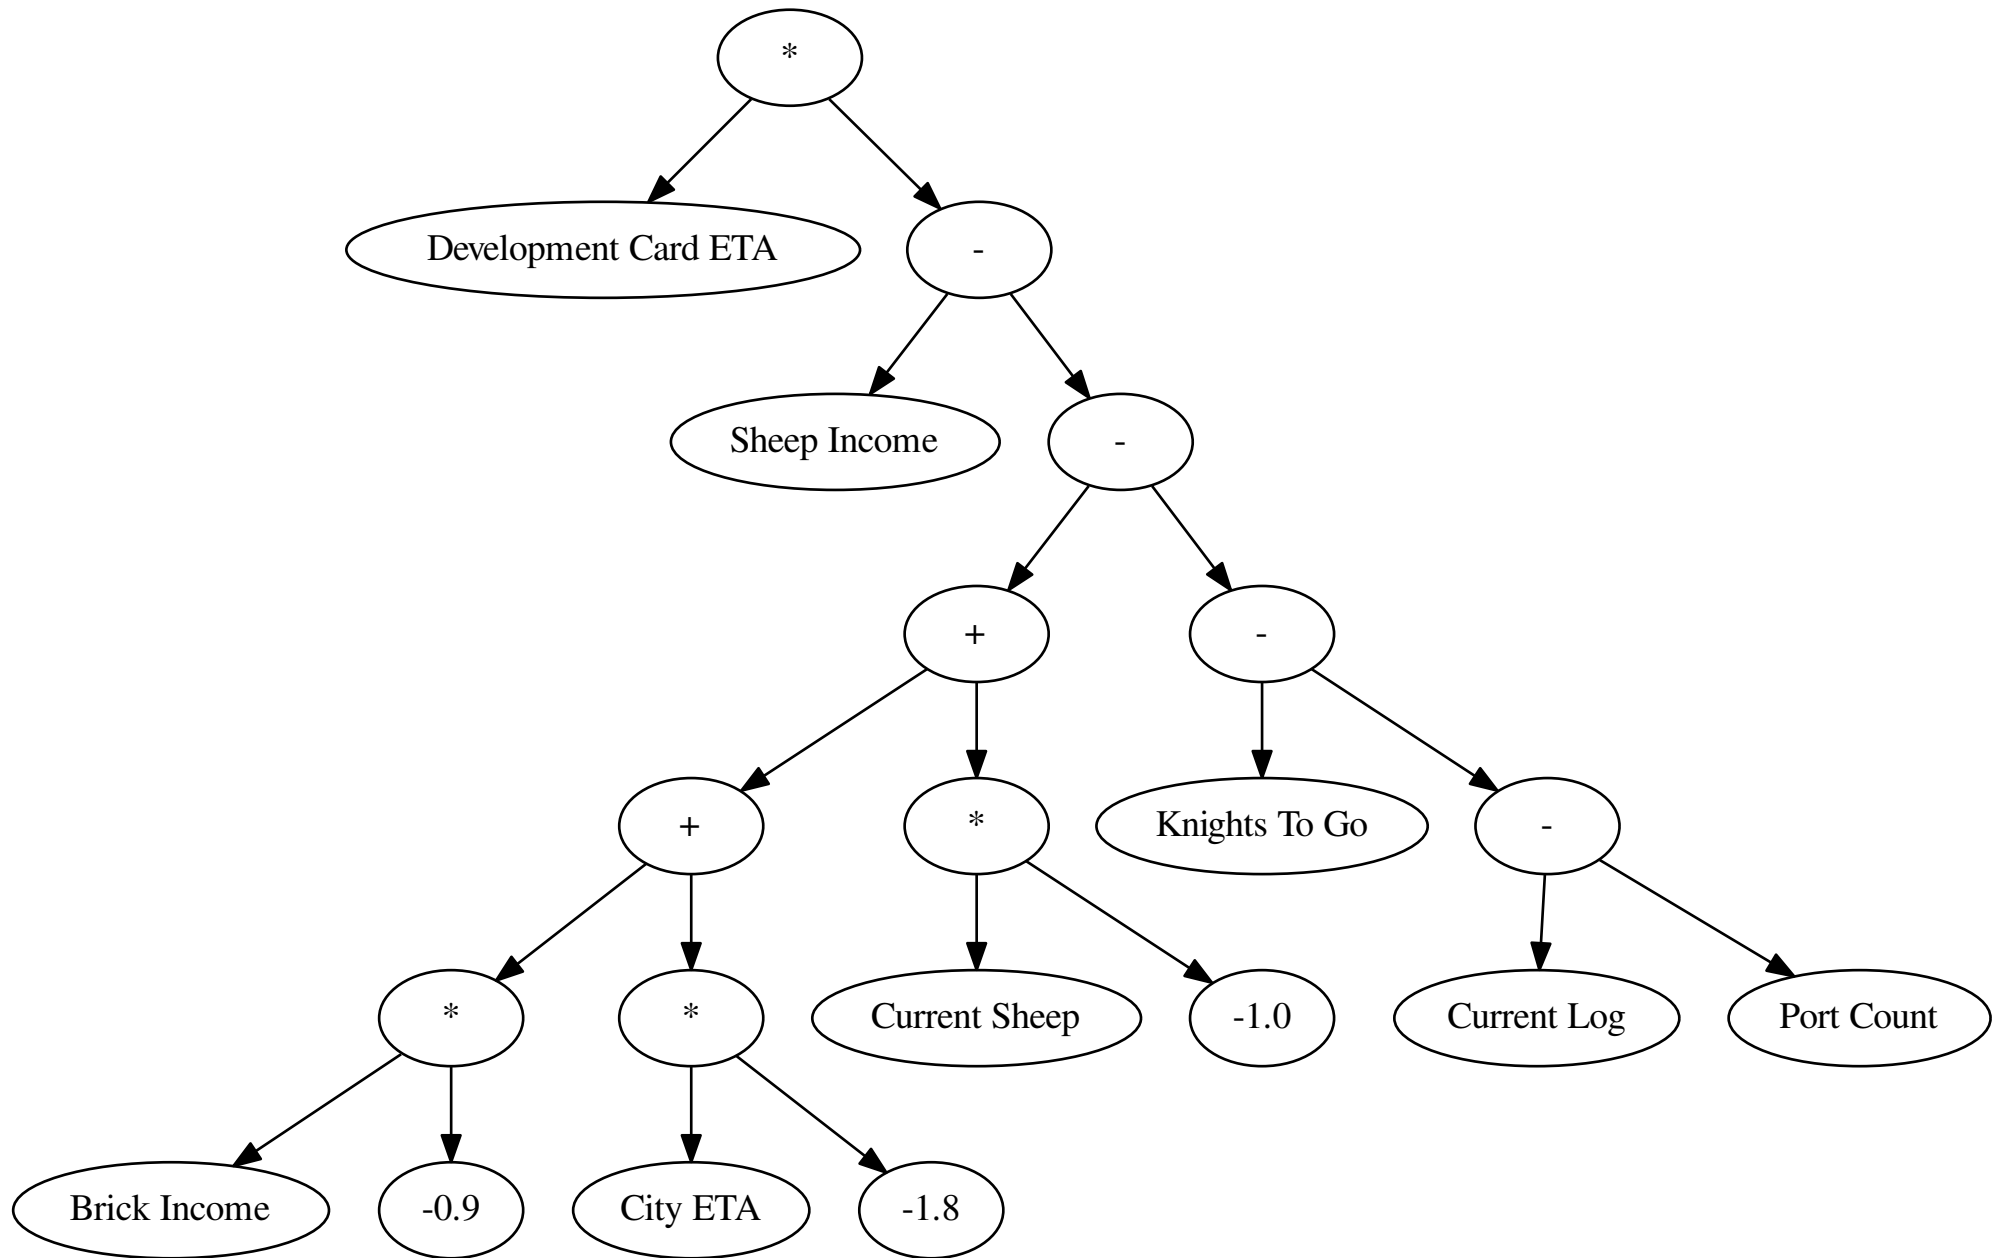 *
Development Card ETA
-
Sheep Income
-
+
-
+
*
Knights To Go
-
*
*
Current Sheep
-1.0
Current Log
Port Count
Brick Income
-0.9
City ETA
-1.8